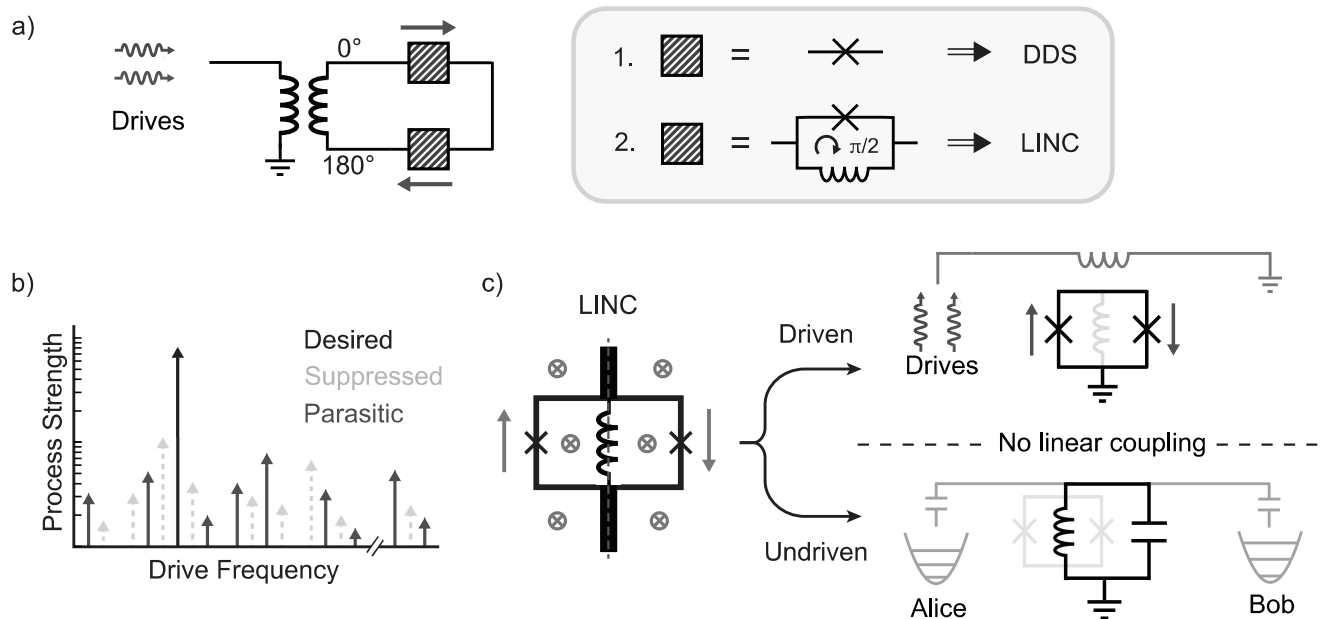 a)
Drives
0°
180°
1. = ⟹ DDS
2. = π/2 ⟹ LINC
b)
Process Strength
Drive Frequency
Desired
Suppressed
Parasitic
c)
LINC
Driven
Undriven
Drives
No linear coupling
Alice
Bob